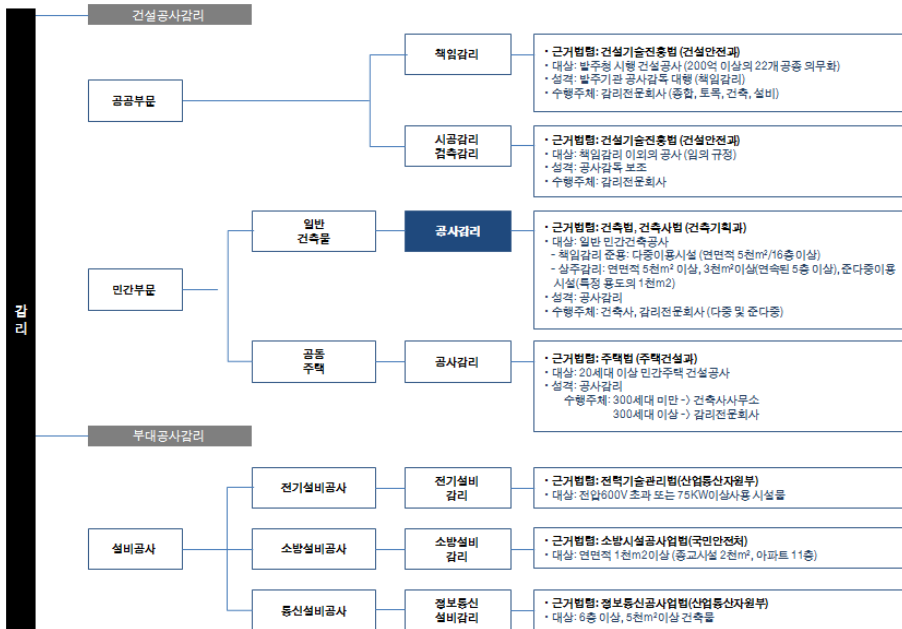 감
리
건설공사감리
공공부문
책임감리
• 근거법령: 건설기술진흥법 (건설안전과)
• 대상: 발주청 시행 건설공사 (200억 이상의 22개 공종 의무화)
• 성격: 발주기관 공사감독 대행 (책임감리)
• 수행주체: 감리전문회사 (종합, 토목, 건축, 설비)
시공감리
검측감리
• 근거법령: 건설기술진흥법 (건설안전과)
• 대상: 책임감리 이외의 공사 (임의 규정)
• 성격: 공사감독 보조
• 수행주체: 감리전문회사
민간부문
일반
건축물
공사감리
• 근거법령: 건축법, 건축사법 (건축기획과)
• 대상: 일반 민간건축공사
- 책임감리 준용: 다중이용시설 (연면적 5천m²/16층이상)
- 상주감리: 연면적 5천m² 이상, 3천m²이상(연속된 5층 이상), 준다중이용
시설(특정 용도의 1천m2)
• 성격: 공사감리
• 수행주체: 건축사, 감리전문회사 (다중 및 준다중)
공동
주택
공사감리
• 근거법령: 주택법 (주택건설과)
• 대상: 20세대 이상 민간주택 건설공사
• 성격: 공사감리
수행주체: 300세대 미만 -> 건축사사무소
300세대 이상 -> 감리전문회사
부대공사감리
설비공사
전기설비공사
전기설비
감리
• 근거법령: 전력기술관리법(산업통산자원부)
• 대상: 전압600V 초과 또는 75KW이상사용 시설물
소방설비공사
소방설비
감리
• 근거법령: 소방시설공사업법(국민안전처)
• 대상: 연면적 1천m2이상 (종교시설 2천m², 아파트 11층)
통신설비공사
정보통신
설비감리
• 근거법령: 정보통신공사업법(산업통산자원부)
• 대상: 6층 이상, 5천m²이상 건축물